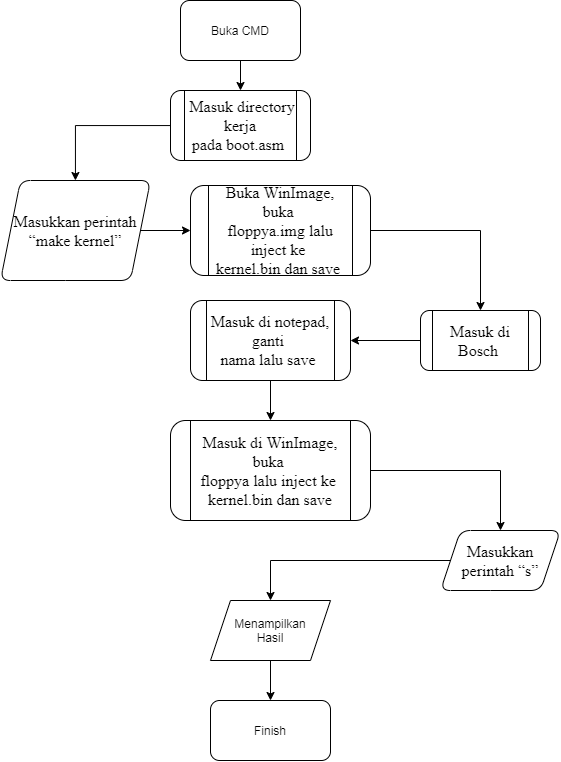 Buka CMD
Masuk directory
kerja
pada boot.asm
Masukkan perintah
“make kernel”
Buka WinImage,
buka
floppya.img lalu
inject ke
kernel.bin dan save
Masuk di
Bosch
Masuk di notepad,
ganti
nama lalu save
Masuk di WinImage,
buka
floppya lalu inject ke
kernel.bin dan save
Masukkan
perintah “s”
Menampilkan
Hasil
Finish